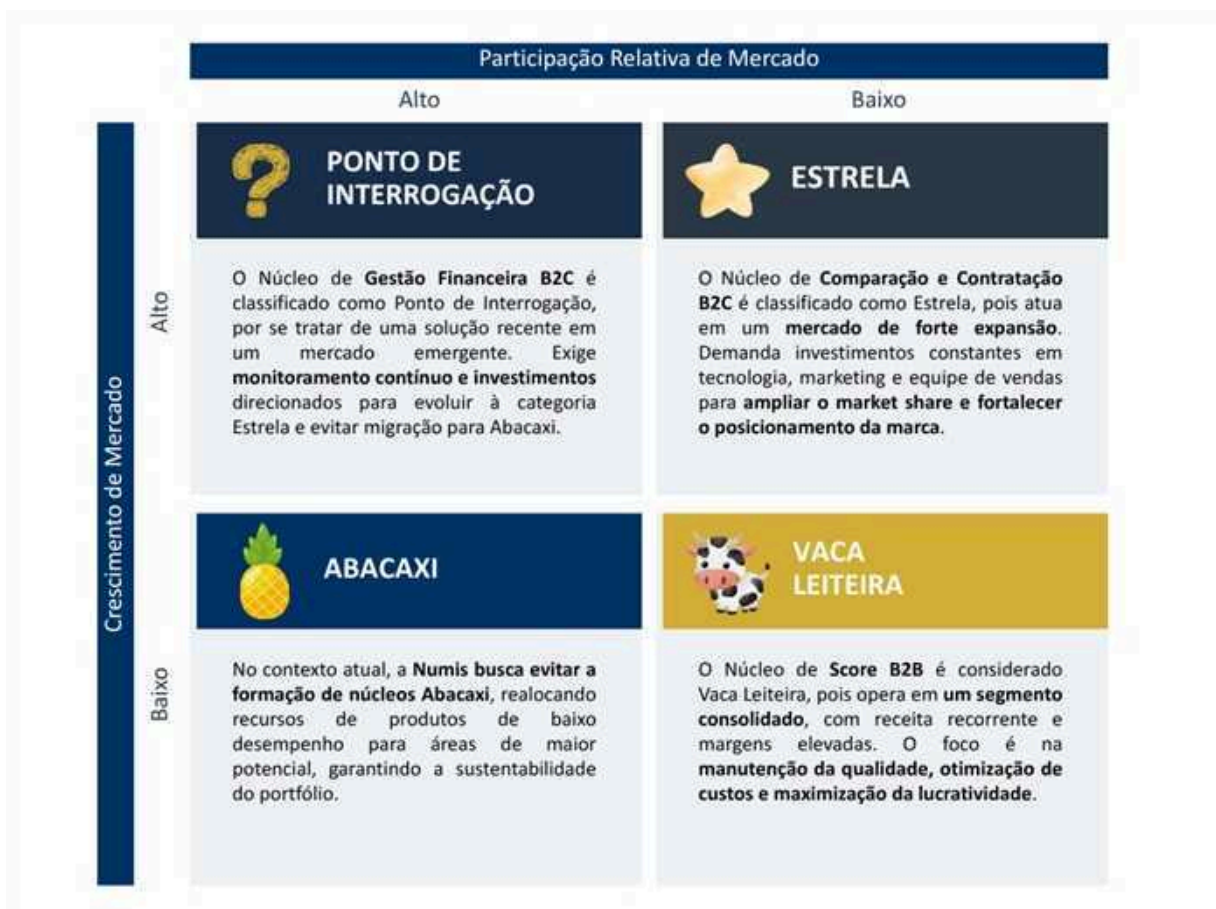 Participação Relativa de Mercado
Alto
Baixo
Crescimento de Mercado
Alto
PONTO DE
INTERROGAÇÃO
O Núcleo de Gestão Financeira B2C é
classificado como Ponto de Interrogação,
por se tratar de uma solução recente em
um mercado emergente. Exige
monitoramento contínuo e investimentos
direcionados para evoluir à categoria
Estrela e evitar migração para Abacaxi.
ESTRELA
O Núcleo de Comparação e Contratação
B2C é classificado como Estrela, pois atua
em um mercado de forte expansão.
Demanda investimentos constantes em
tecnologia, marketing e equipe de vendas
para ampliar o market share e fortalecer
o posicionamento da marca.
Baixo
ABACAXI
No contexto atual, a Numis busca evitar a
formação de núcleos Abacaxi, realocando
recursos de produtos de baixo
desempenho para áreas de maior
potencial, garantindo a sustentabilidade
do portfólio.
VACA
LEITEIRA
O Núcleo de Score B2B é considerado
Vaca Leiteira, pois opera em um segmento
consolidado, com receita recorrente e
margens elevadas. O foco é na
manutenção da qualidade, otimização de
custos e maximização da lucratividade.